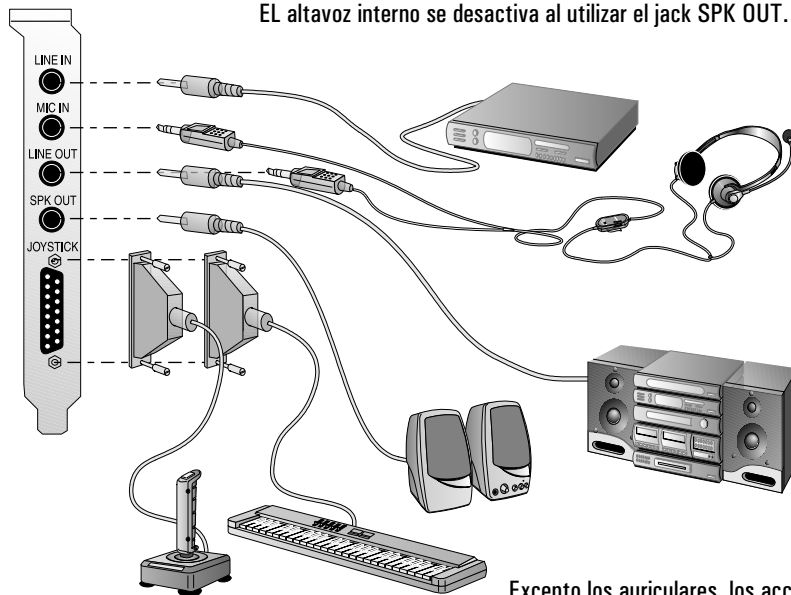 EL altavoz interno se desactiva al utilizar el jack SPK OUT.
LINE IN
MIC IN
LINE OUT
SPK OUT
JOYSTICK
Excepto los auriculares, los acc